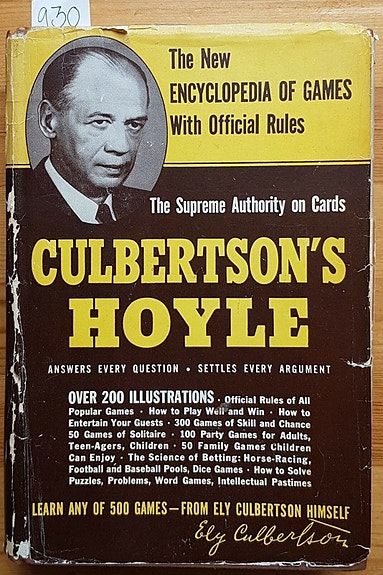 930
The New
ENCYCLOPEDIA OF GAMES
With Official Rules
The Supreme Authority on Cards
CULBERTSON'S
HOYLE
ANSWERS EVERY QUESTION • SETTLES EVERY ARGUMENT
OVER 200 ILLUSTRATIONS · Official Rules of All
Popular Games · How to Play Well and Win · How to
Entertain Your Guests · 300 Games of Skill and Chance
50 Games of Solitaire · 100 Party Games for Adults,
Teen-Agers, Children · 50 Family Games Children
Can Enjoy · The Science of Betting: Horse-Racing,
Football and Baseball Pools, Dice Games · How to Solve
Puzzles, Problems, Word Games, Intellectual Pastimes
LEARN ANY OF 500 GAMES—FROM ELY CULBERTSON HIMSELF
Ely Culbertson